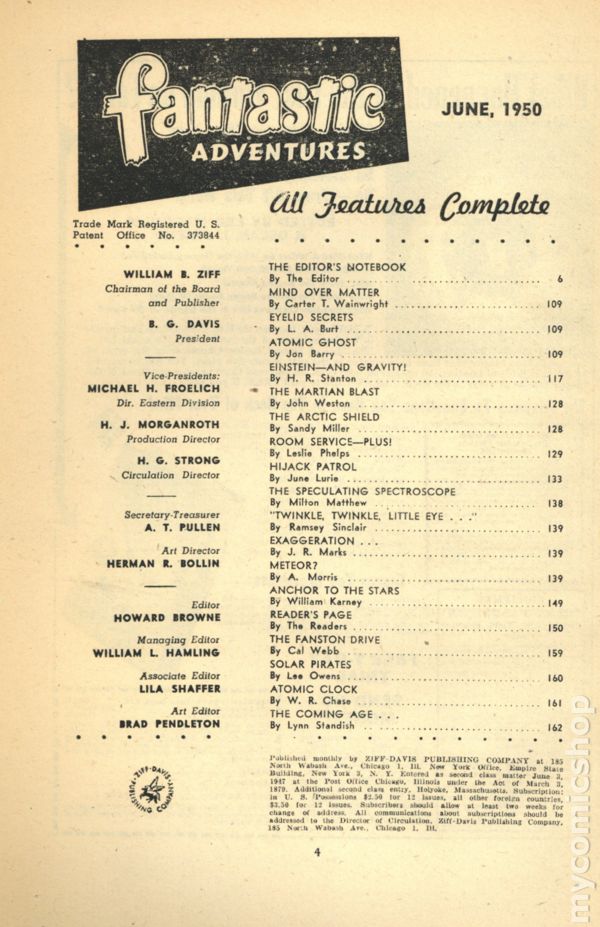 fantastic
ADVENTURES
JUNE, 1950
All Features Complete
Trade Mark Registered U. S.
Patent Office No. 373844
WILLIAM B. ZIFF
Chairman of the Board
and Publisher
B. G. DAVIS
President
Vice-Presidents:
MICHAEL H. FROELICH
Dir. Eastern Division
H. J. MORGANROTH
Production Director
H. G. STRONG
Circulation Director
Secretary-Treasurer
A. T. PULLEN
Art Director
HERMAN R. BOLLIN
Editor
HOWARD BROWNE
Managing Editor
WILLIAM L. HAMLING
Associate Editor
LILA SHAFFER
Art Editor
BRAD PENDLETON
THE EDITOR'S NOTEBOOK
By The Editor 6
MIND OVER MATTER
By Carter T. Wainwright 109
EYELID SECRETS
By L. A. Burt 109
ATOMIC GHOST
By Jon Barry 109
EINSTEIN—AND GRAVITY!
By H. R. Stanton 117
THE MARTIAN BLAST
By John Weston 128
THE ARCTIC SHIELD
By Sandy Miller 128
ROOM SERVICE—PLUS!
By Leslie Phelps 129
HIJACK PATROL
By June Lurie 133
THE SPECULATING SPECTROSCOPE
By Milton Matthew 138
"TWINKLE, TWINKLE, LITTLE EYE . . ."
By Ramsey Sinclair 139
EXAGGERATION . . .
By J. R. Marks 139
METEOR?
By A. Morris 139
ANCHOR TO THE STARS
By William Karney 149
READER'S PAGE
By The Readers 150
THE FANSTON DRIVE
By Cal Webb 159
SOLAR PIRATES
By Lee Owens 160
ATOMIC CLOCK
By W. R. Chase 161
THE COMING AGE . . .
By Lynn Standish 162
ZIFF-DAVIS
PUBLISHING COMPANY
Published monthly by ZIFF-DAVIS PUBLISHING COMPANY at 185
North Wabash Ave., Chicago 1, Ill. New York Office, Empire State
Building, New York 3, N. Y. Entered as second class matter June 3,
1947 at the Post Office Chicago, Illinois under the Act of March 3,
1879. Additional second class entry, Holyoke, Massachusetts. Subscription:
in U. S. Possessions $2.50 for 12 issues, all other foreign countries,
$3.50 for 12 issues. Subscribers should allow at least two weeks for
change of address. All communications about subscriptions should be
addressed to the Director of Circulation, Ziff-Davis Publishing Company,
185 North Wabash Ave., Chicago 1, Ill.
4
mycomicshop